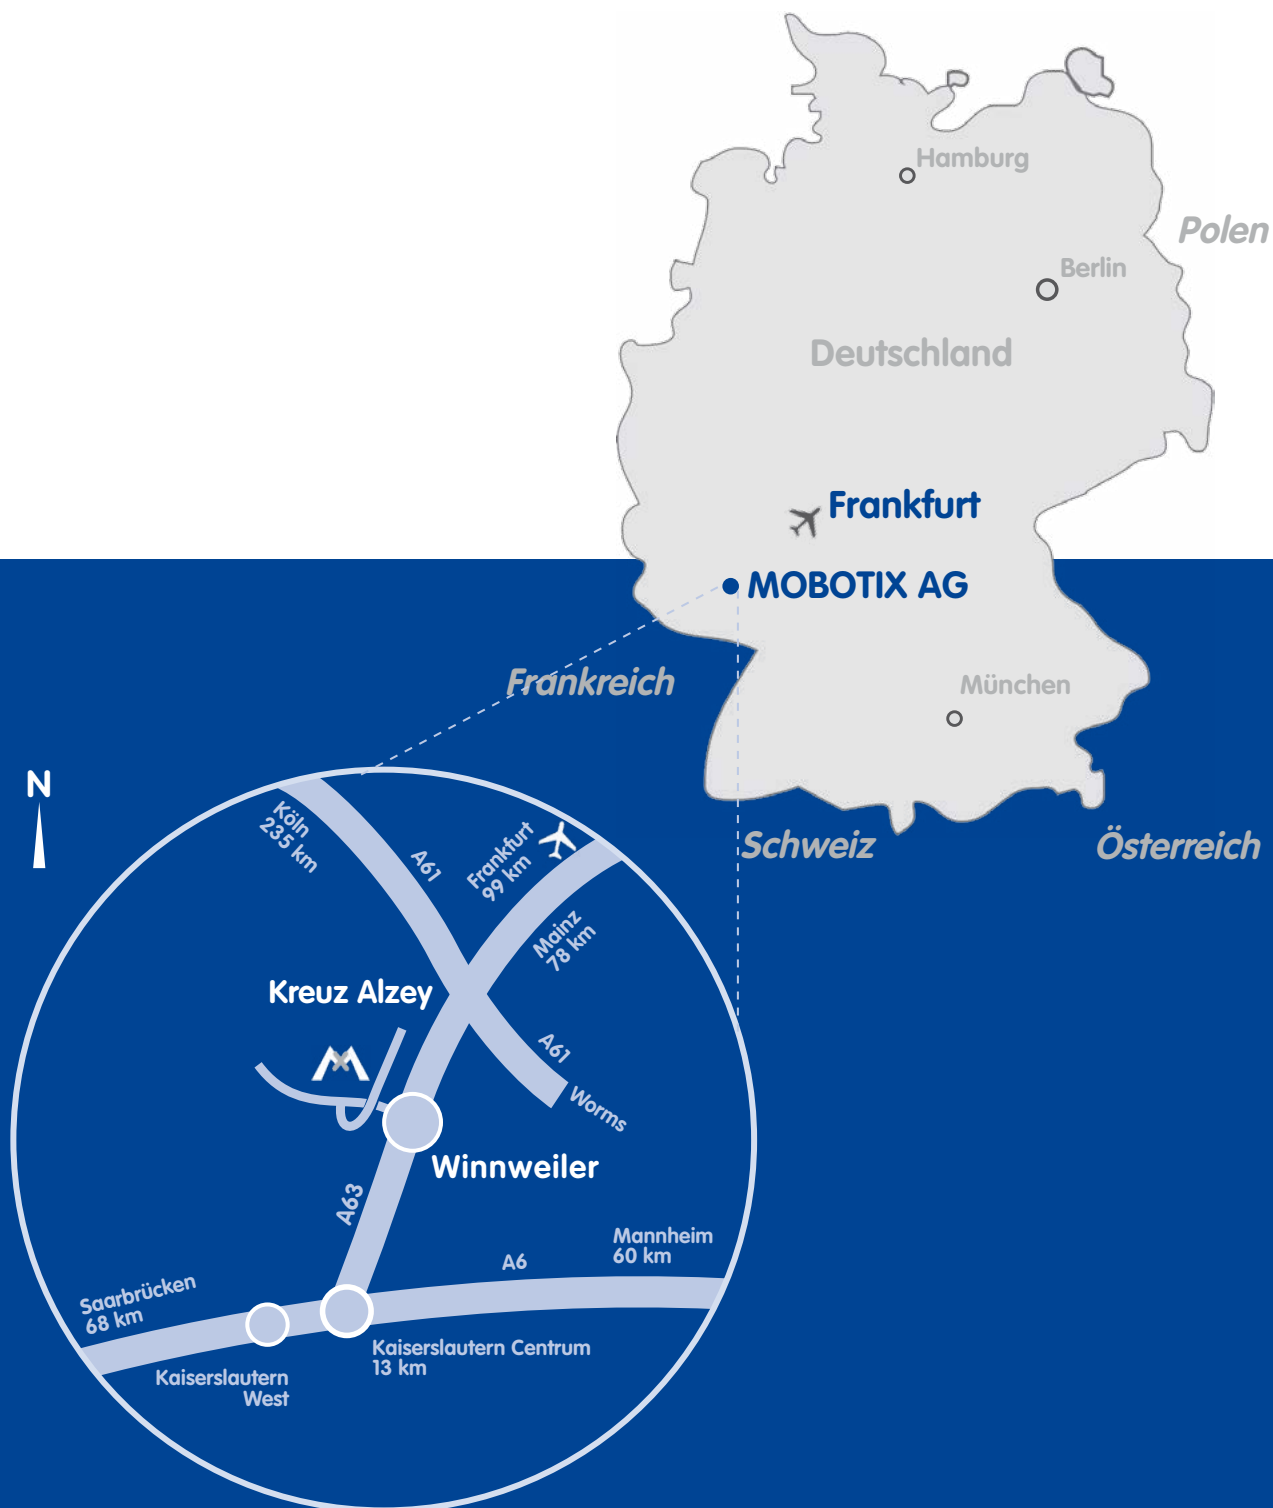 Hamburg
Polen
Berlin
Deutschland
Frankfurt
MOBOTIX AG
Frankreich
München
N
Schweiz
Österreich
Köln
235 km
A61
Frankfurt
99 km
Mainz
78 km
Kreuz Alzey
A61
Worms
Winnweiler
A63
Mannheim
60 km
A6
Saarbrücken
68 km
Kaiserslautern Centrum
13 km
Kaiserslautern
West